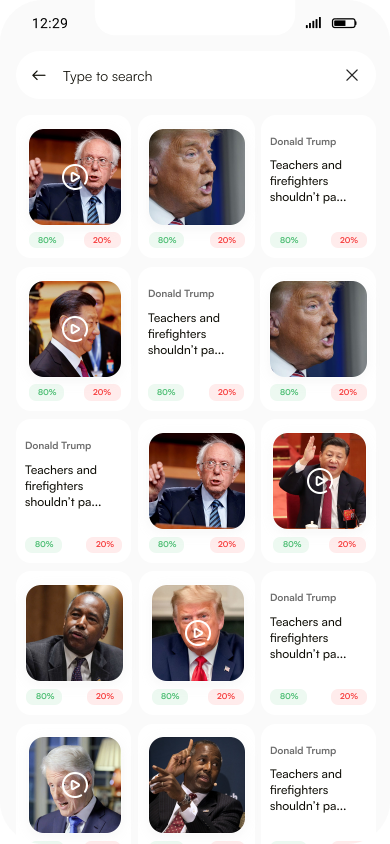 12:29
Type to search
80% 20%
80% 20%
Donald Trump
Teachers and
firefighters
shouldn't pa...
80% 20%
80% 20%
Donald Trump
Teachers and
firefighters
shouldn't pa...
80% 20%
80% 20%
Donald Trump
Teachers and
firefighters
shouldn't pa...
80% 20%
80% 20%
80% 20%
80% 20%
80% 20%
Donald Trump
Teachers and
firefighters
shouldn't pa...
80% 20%
Donald Trump
Teachers and
firefighters
shouldn't pa...